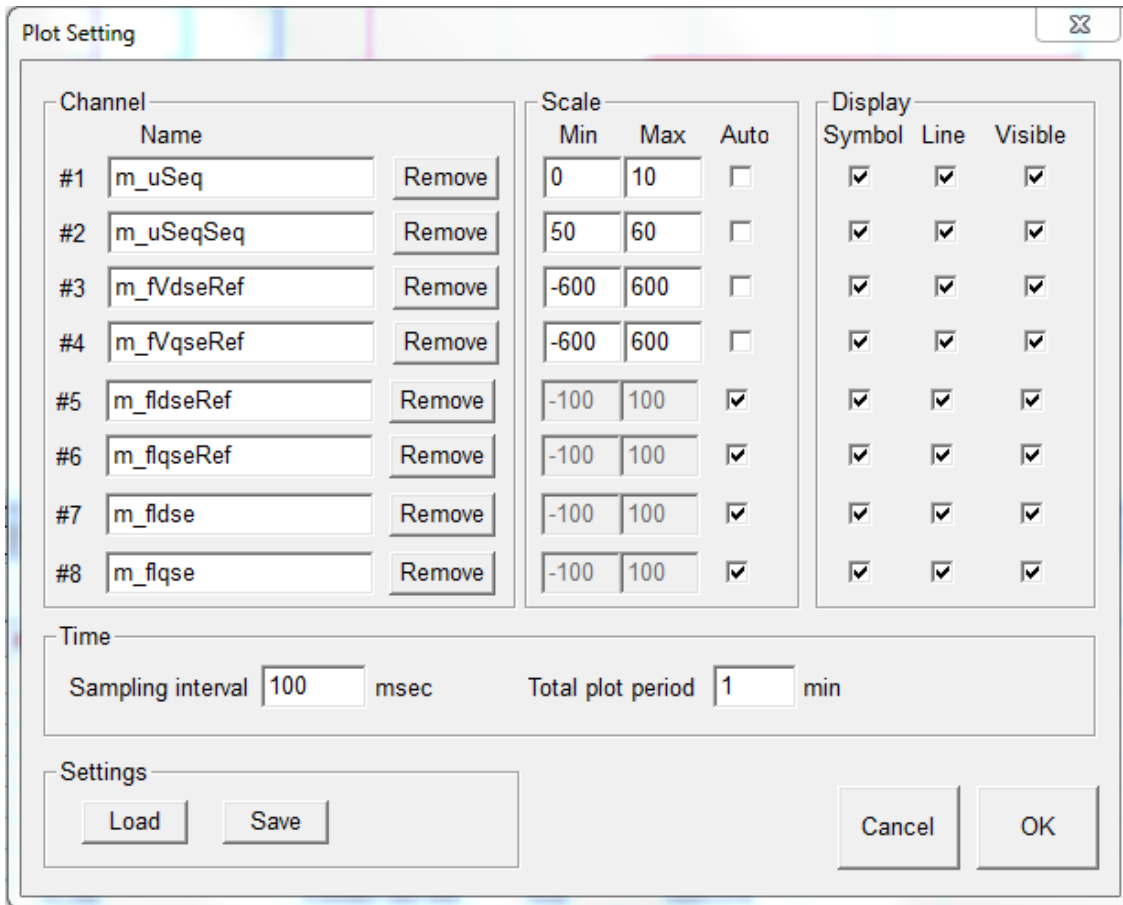 Plot Setting
Channel Scale Display
Name Min Max Auto Symbol Line Visible
#1 m_uSeq Remove 0 10
#2 m_uSeqSeq Remove 50 60
#3 m_fVdseRef Remove -600 600
#4 m_fVqseRef Remove -600 600
#5 m_fIdseRef Remove -100 100
#6 m_fIqseRef Remove -100 100
#7 m_fIdse Remove -100 100
#8 m_fIqse Remove -100 100
Time
Sampling interval 100 msec Total plot period 1 min
Settings
Load Save Cancel OK